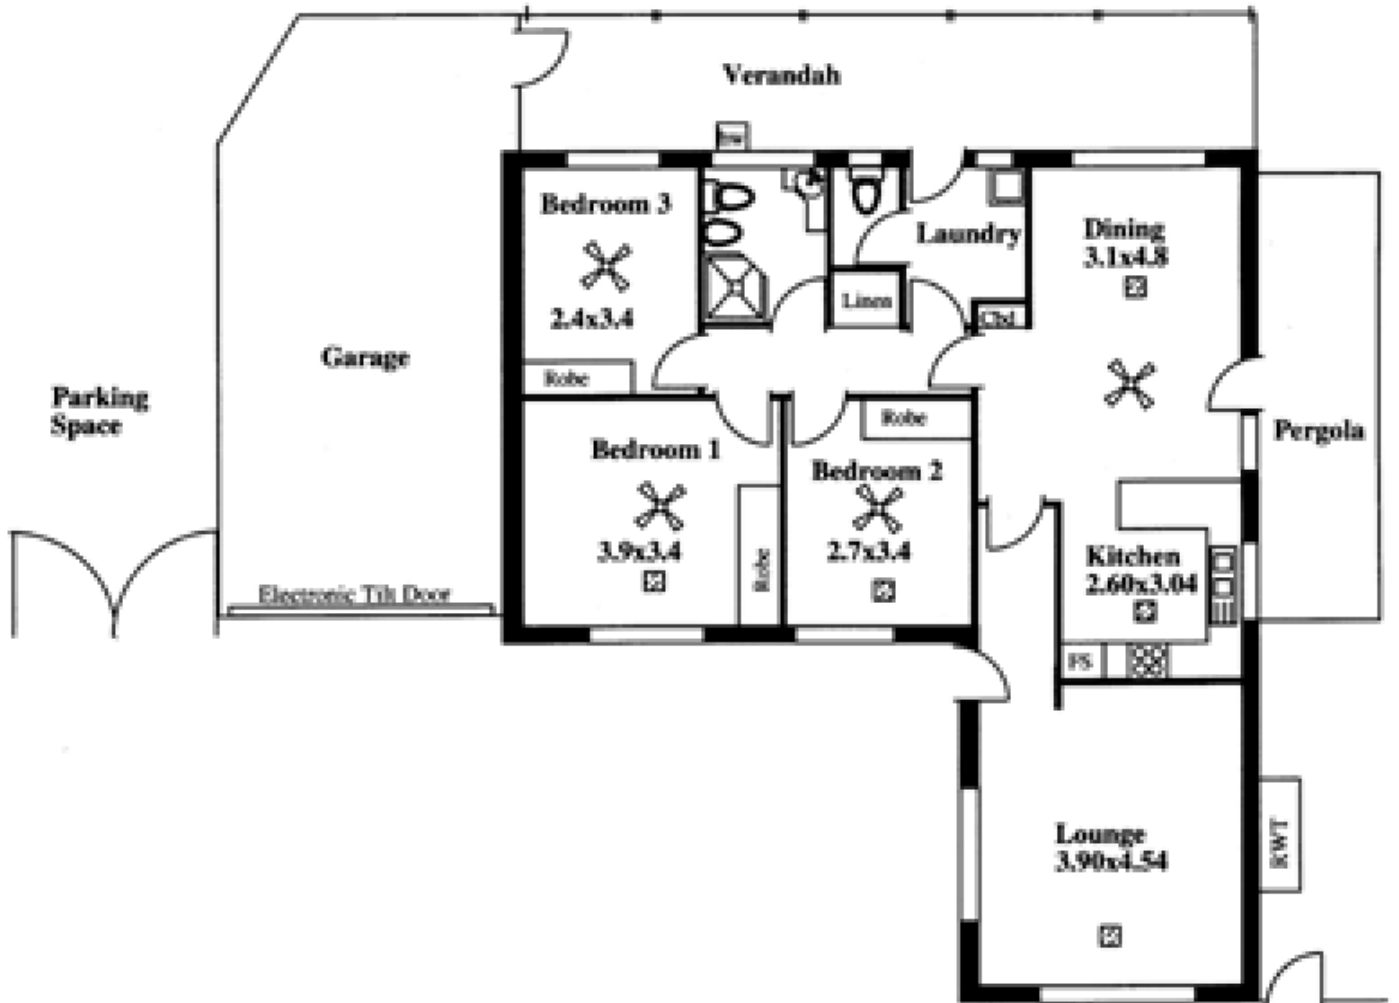 Verandah
hw
Bedroom 3
2.4x3.4
Robe
Laundry
Linen
Cbd
Dining
3.1x4.8
Garage
Parking
Space
Pergola
Bedroom 1
3.9x3.4
Robe
Robe
Bedroom 2
2.7x3.4
Kitchen
2.60x3.04
FS
Electronic Tilt Door
Lounge
3.90x4.54
RWT